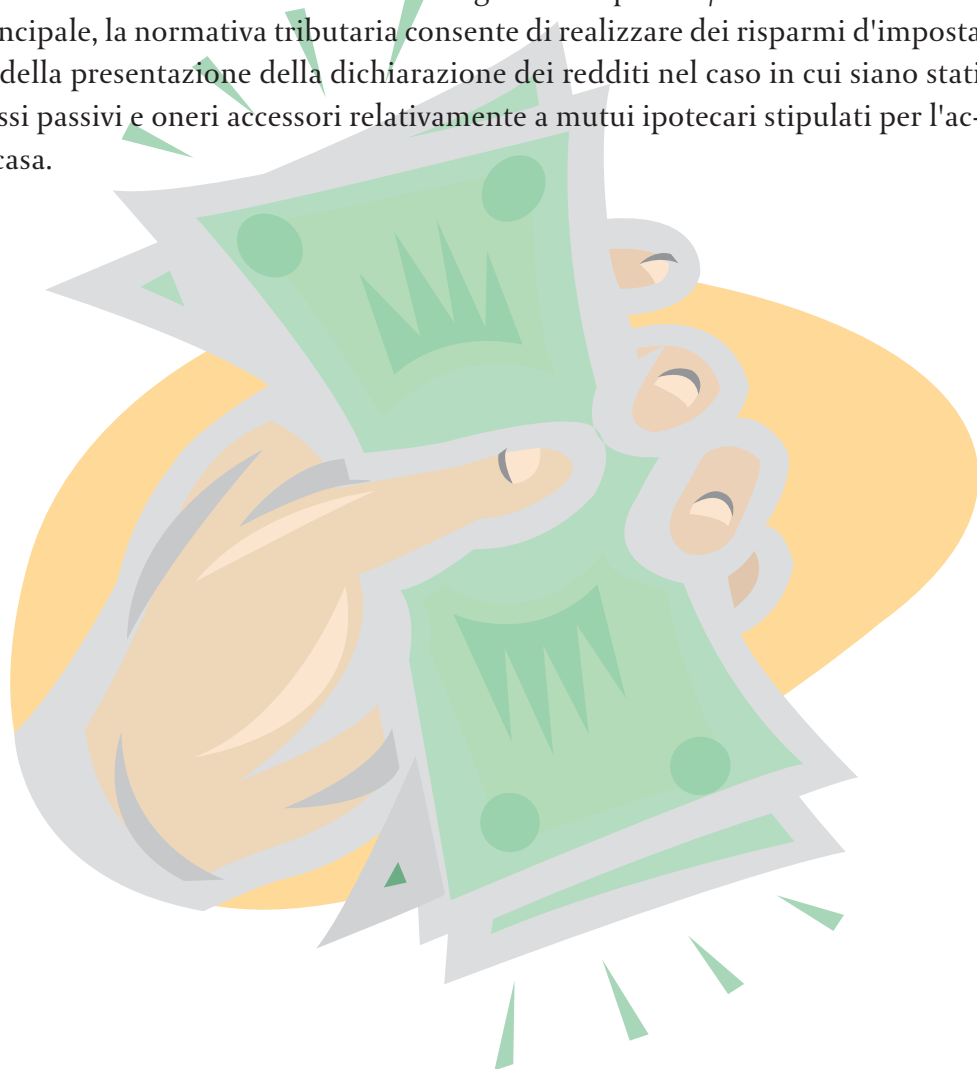 ncipale, la normativa tributaria consente di realizzare dei risparmi d'imposta
della presentazione della dichiarazione dei redditi nel caso in cui siano stati
ssi passivi e oneri accessori relativamente a mutui ipotecari stipulati per l'ac-
casa.